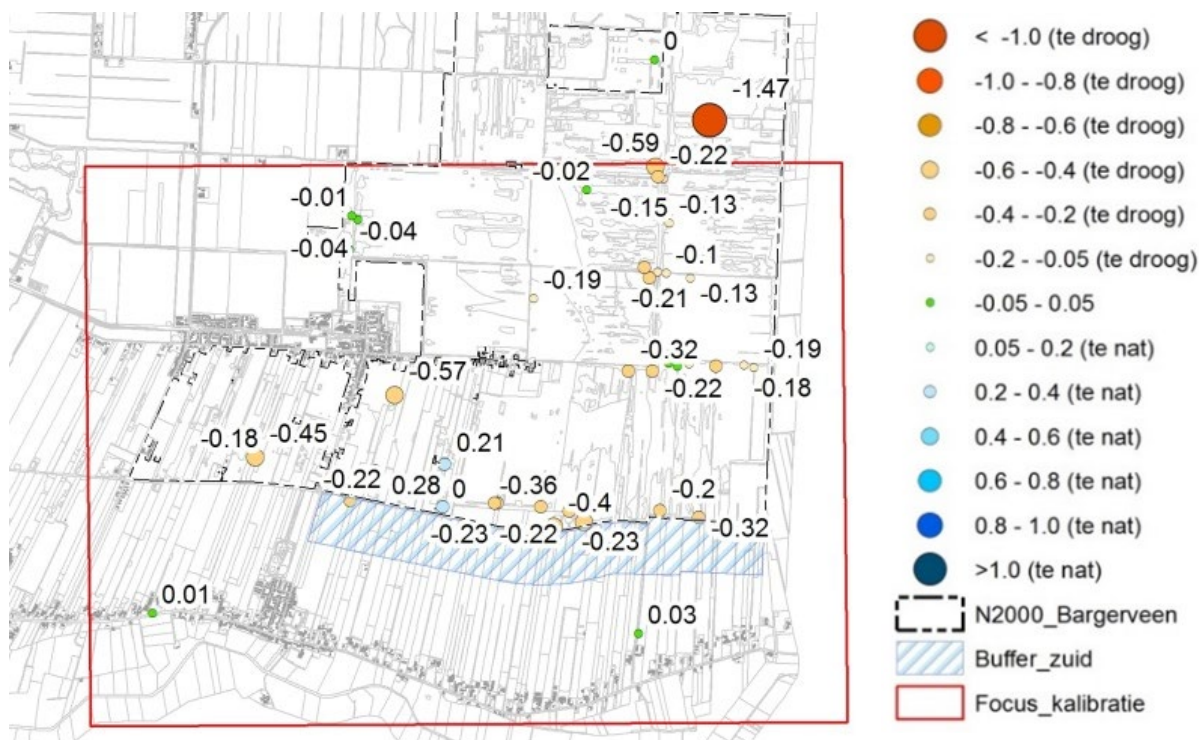 0
-1.47
-0.59
-0.22
-0.02
-0.01
-0.15
-0.13
-0.04
-0.04
-0.1
-0.19
-0.21
-0.13
-0.32
-0.19
-0.57
-0.22
-0.18
-0.18
-0.45
0.21
-0.22
0.28
0
-0.36
-0.4
-0.2
-0.23
-0.22
-0.23
-0.32
0.01
0.03
< -1.0 (te droog)
-1.0 - -0.8 (te droog)
-0.8 - -0.6 (te droog)
-0.6 - -0.4 (te droog)
-0.4 - -0.2 (te droog)
-0.2 - -0.05 (te droog)
-0.05 - 0.05
0.05 - 0.2 (te nat)
0.2 - 0.4 (te nat)
0.4 - 0.6 (te nat)
0.6 - 0.8 (te nat)
0.8 - 1.0 (te nat)
>1.0 (te nat)
N2000_Bargerveen
Buffer_zuid
Focus_kalibratie